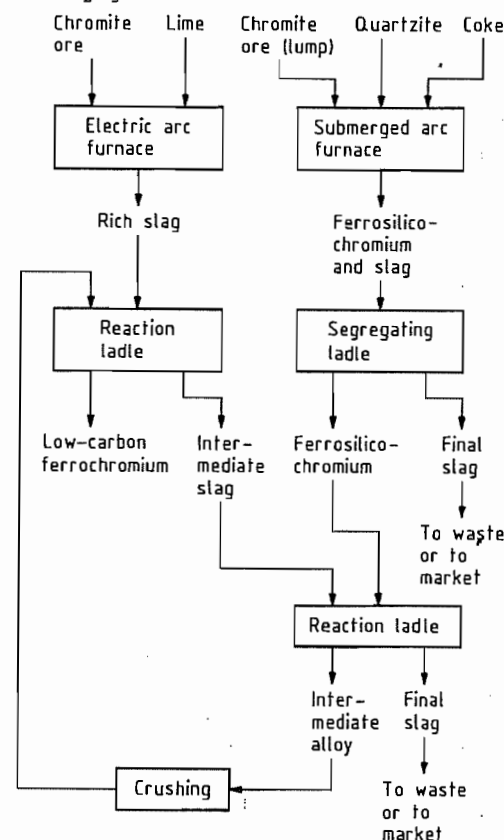 Chromite
ore
Lime
Chromite
ore (lump)
Quartzite
Coke
Electric arc
furnace
Submerged arc
furnace
Rich slag
Ferrosilico-
chromium
and slag
Reaction
ladle
Segregating
ladle
Low-carbon
ferrochromium
Inter-
mediate
slag
Ferrosilico-
chromium
Final
slag
To waste
or to
market
Reaction ladle
Inter-
mediate
alloy
Final
slag
Crushing
To waste
or to
market